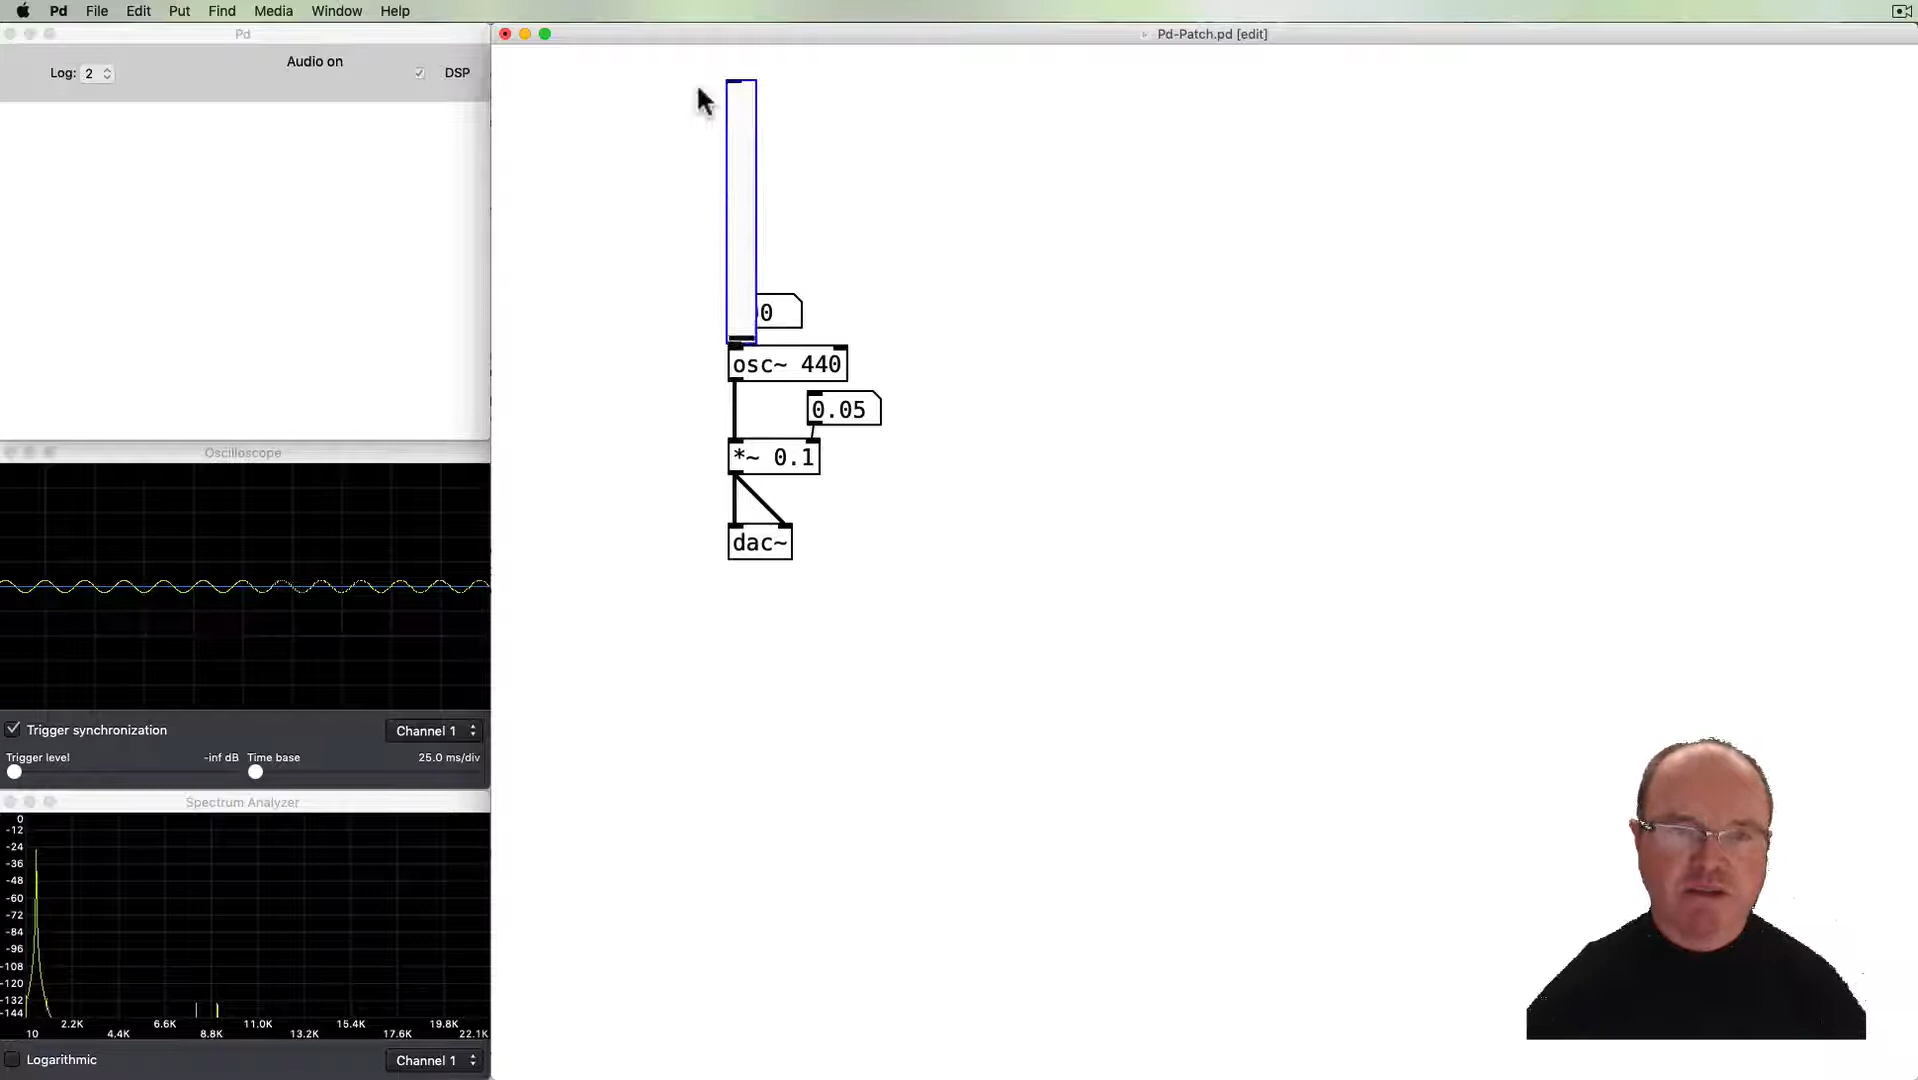 Pd File Edit Put Find Media Window Help
Pd
Log: 2
Audio on
DSP
Pd-Patch.pd [edit]
0
osc~ 440
0.05
*~ 0.1
dac~
Oscilloscope
Trigger synchronization
Channel 1
Trigger level
-inf dB
Time base
25.0 ms/div
Spectrum Analyzer
0
-12
-24
-36
-48
-60
-72
-84
-96
-108
-120
-132
-144
2.2K 6.6K 11.0K 15.4K 19.8K
10 4.4K 8.8K 13.2K 17.6K 22.1K
Logarithmic
Channel 1